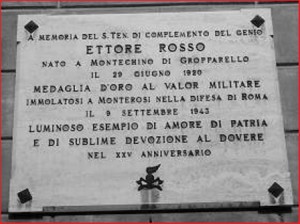 A MEMORIA DEL S. TEN. DI COMPLEMENTO DEL GENIO
ETTORE ROSSO
NATO A MONTECHINO DI GROPPARELLO
IL 29 GIUGNO 1920
MEDAGLIA D'ORO AL VALOR MILITARE
IMMOLATOSI A MONTEROSI NELLA DIFESA DI ROMA
IL 9 SETTEMBRE 1943
LUMINOSO ESEMPIO DI AMORE DI PATRIA
E DI SUBLIME DEVOZIONE AL DOVERE
NEL XXV ANNIVERSARIO